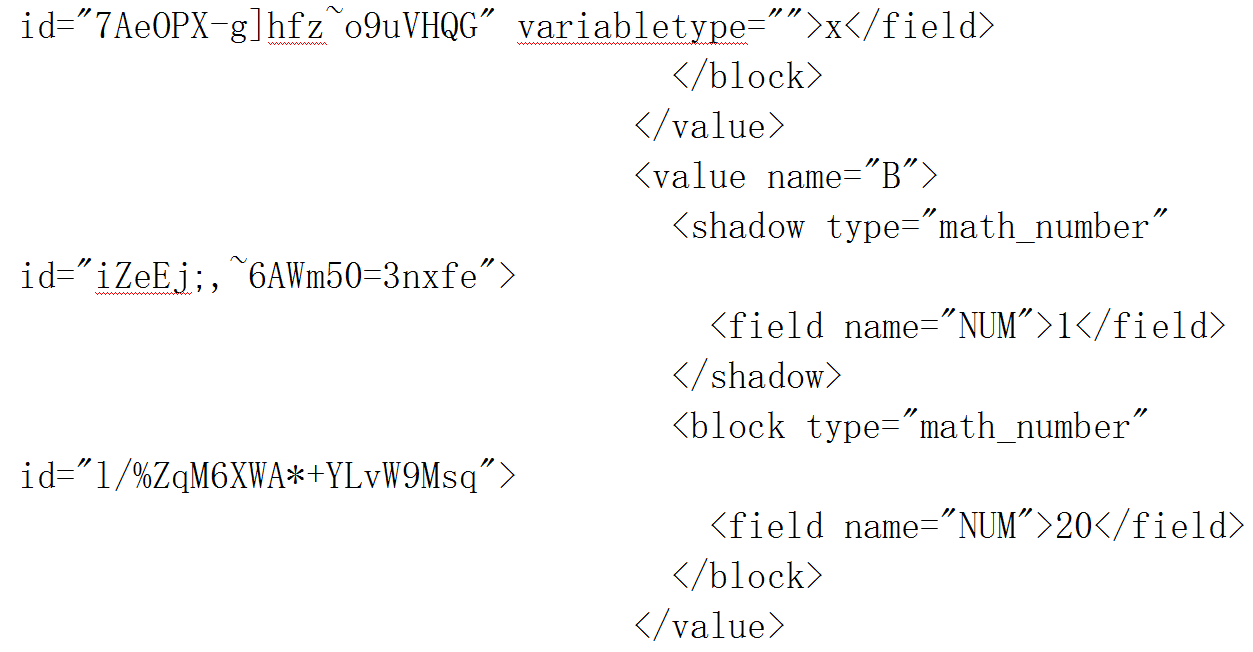 id="7AeOPX-g]hfz~o9uVHQG" variabletype="">x</field>
</block>
</value>
<value name="B">
<shadow type="math_number"
id="iZeEj;,~6AWm50=3nxfe">
<field name="NUM">1</field>
</shadow>
<block type="math_number"
id="l/%ZqM6XWA*+YLvW9Msq">
<field name="NUM">20</field>
</block>
</value>